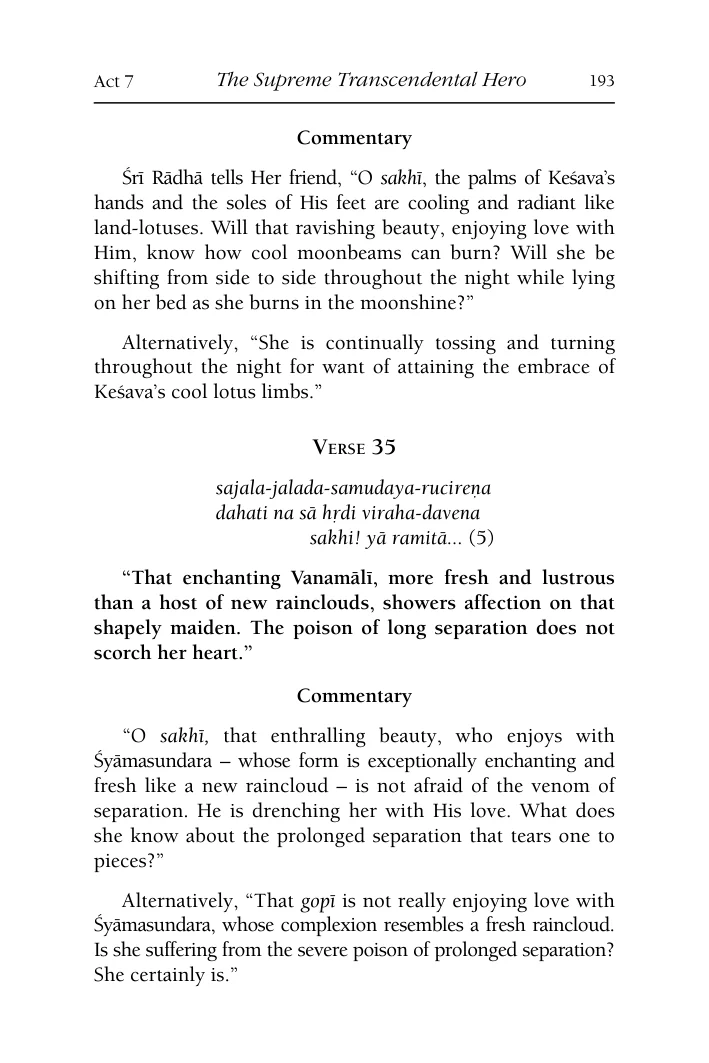 Act 7 The Supreme Transcendental Hero 193
Commentary
Śrī Rādhā tells Her friend, “O sakhī, the palms of Keśava’s
hands and the soles of His feet are cooling and radiant like
land-lotuses. Will that ravishing beauty, enjoying love with
Him, know how cool moonbeams can burn? Will she be
shifting from side to side throughout the night while lying
on her bed as she burns in the moonshine?”
Alternatively, “She is continually tossing and turning
throughout the night for want of attaining the embrace of
Keśava’s cool lotus limbs.”
Verse 35
sajala-jalada-samudaya-rucireṇa
dahati na sā hṛdi viraha-davena
sakhi! yā ramitā... (5)
“That enchanting Vanamālī, more fresh and lustrous
than a host of new rainclouds, showers affection on that
shapely maiden. The poison of long separation does not
scorch her heart.”
Commentary
“O sakhī, that enthralling beauty, who enjoys with
Śyāmasundara – whose form is exceptionally enchanting and
fresh like a new raincloud – is not afraid of the venom of
separation. He is drenching her with His love. What does
she know about the prolonged separation that tears one to
pieces?”
Alternatively, “That gopī is not really enjoying love with
Śyāmasundara, whose complexion resembles a fresh raincloud.
Is she suffering from the severe poison of prolonged separation?
She certainly is.”